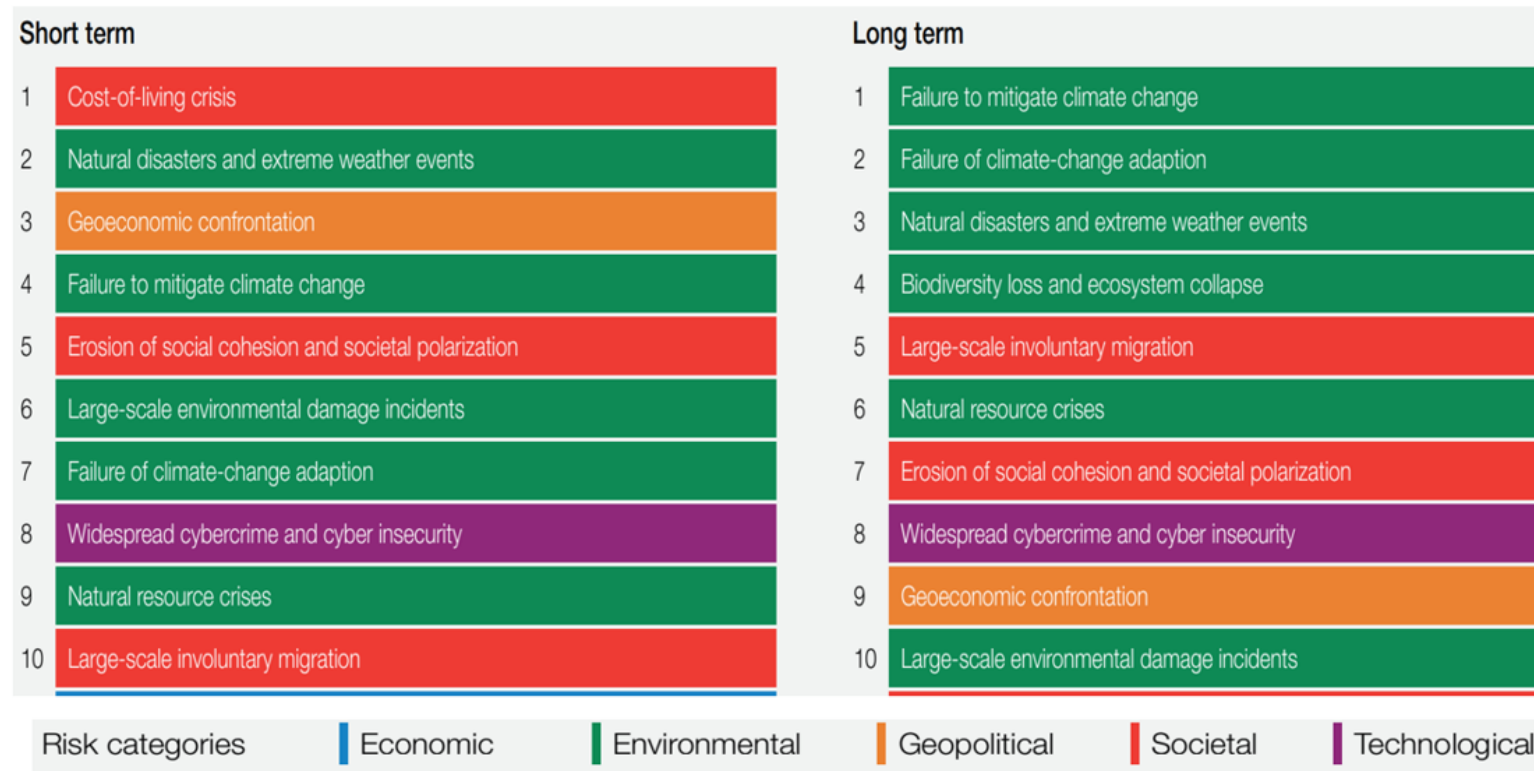 Short term
1 Cost-of-living crisis
2 Natural disasters and extreme weather events
3 Geoeconomic confrontation
4 Failure to mitigate climate change
5 Erosion of social cohesion and societal polarization
6 Large-scale environmental damage incidents
7 Failure of climate-change adaption
8 Widespread cybercrime and cyber insecurity
9 Natural resource crises
10 Large-scale involuntary migration
Long term
1 Failure to mitigate climate change
2 Failure of climate-change adaption
3 Natural disasters and extreme weather events
4 Biodiversity loss and ecosystem collapse
5 Large-scale involuntary migration
6 Natural resource crises
7 Erosion of social cohesion and societal polarization
8 Widespread cybercrime and cyber insecurity
9 Geoeconomic confrontation
10 Large-scale environmental damage incidents
Risk categories Economic Environmental Geopolitical Societal Technological